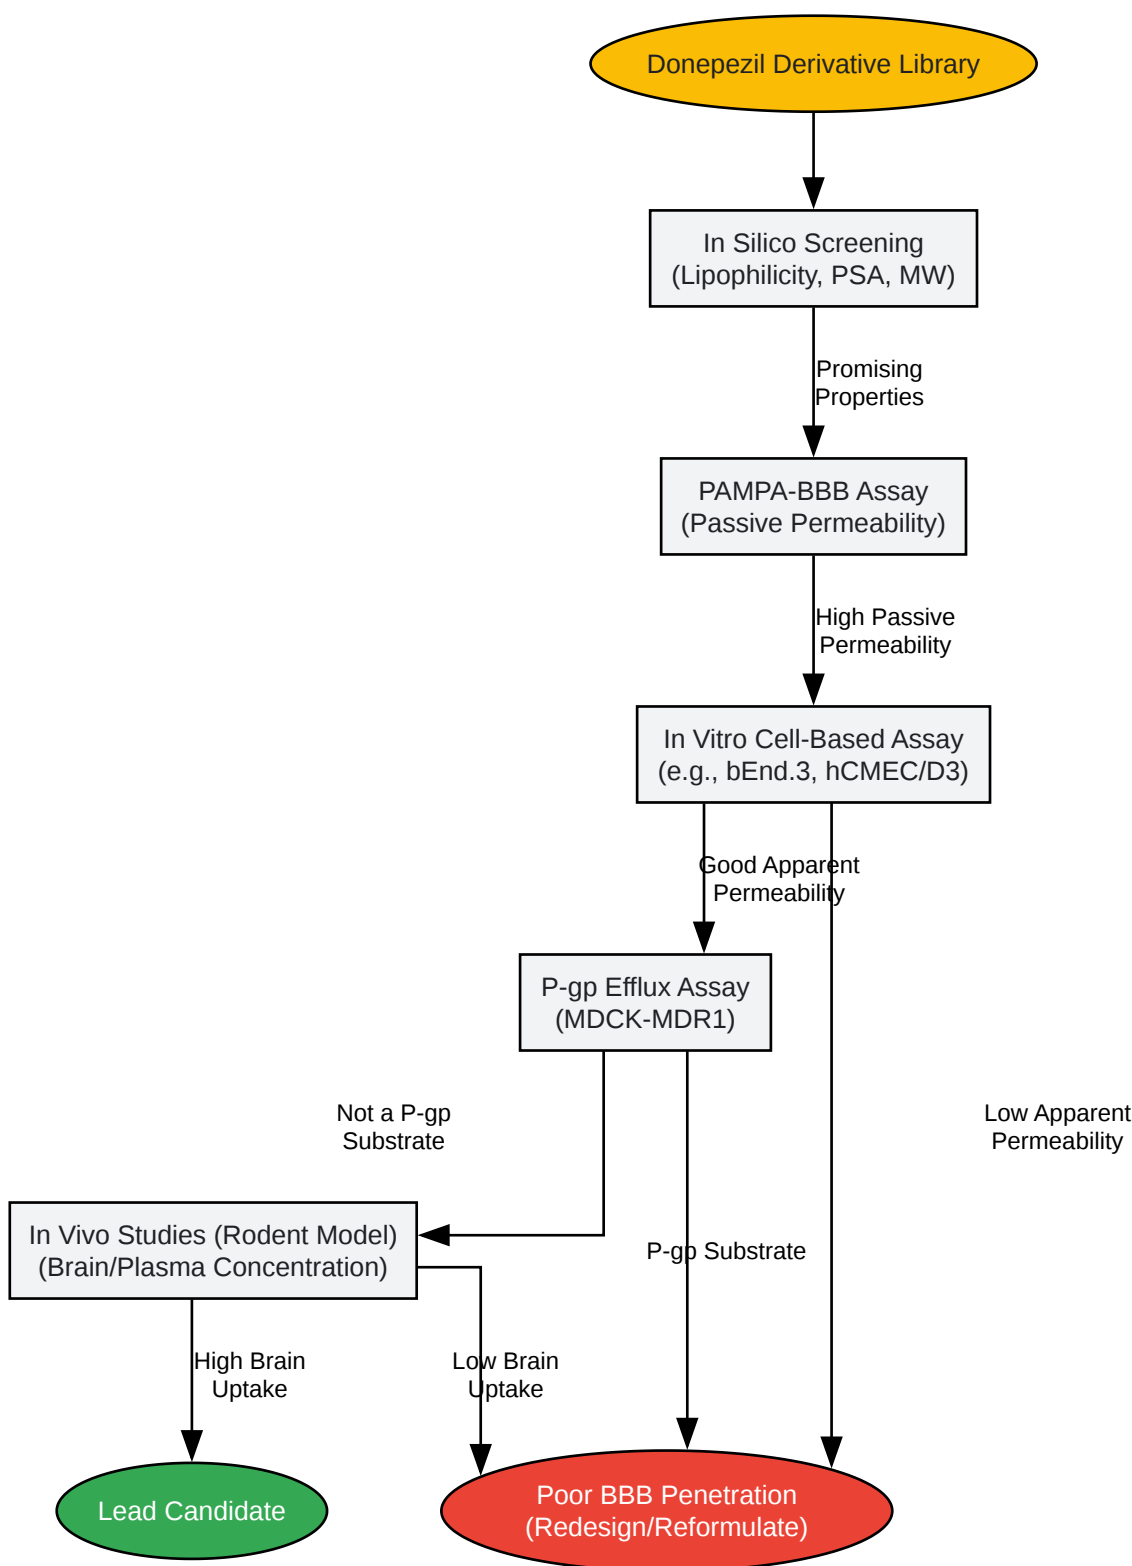 Donepezil Derivative Library
In Silico Screening
(Lipophilicity, PSA, MW)
Promising
Properties
PAMPA-BBB Assay
(Passive Permeability)
High Passive
Permeability
In Vitro Cell-Based Assay
(e.g., bEnd.3, hCMEC/D3)
Good Apparent
Permeability
P-gp Efflux Assay
(MDCK-MDR1)
Not a P-gp
Substrate
Low Apparent
Permeability
In Vivo Studies (Rodent Model)
(Brain/Plasma Concentration)
P-gp Substrate
High Brain
Uptake
Low Brain
Uptake
Lead Candidate
Poor BBB Penetration
(Redesign/Reformulate)